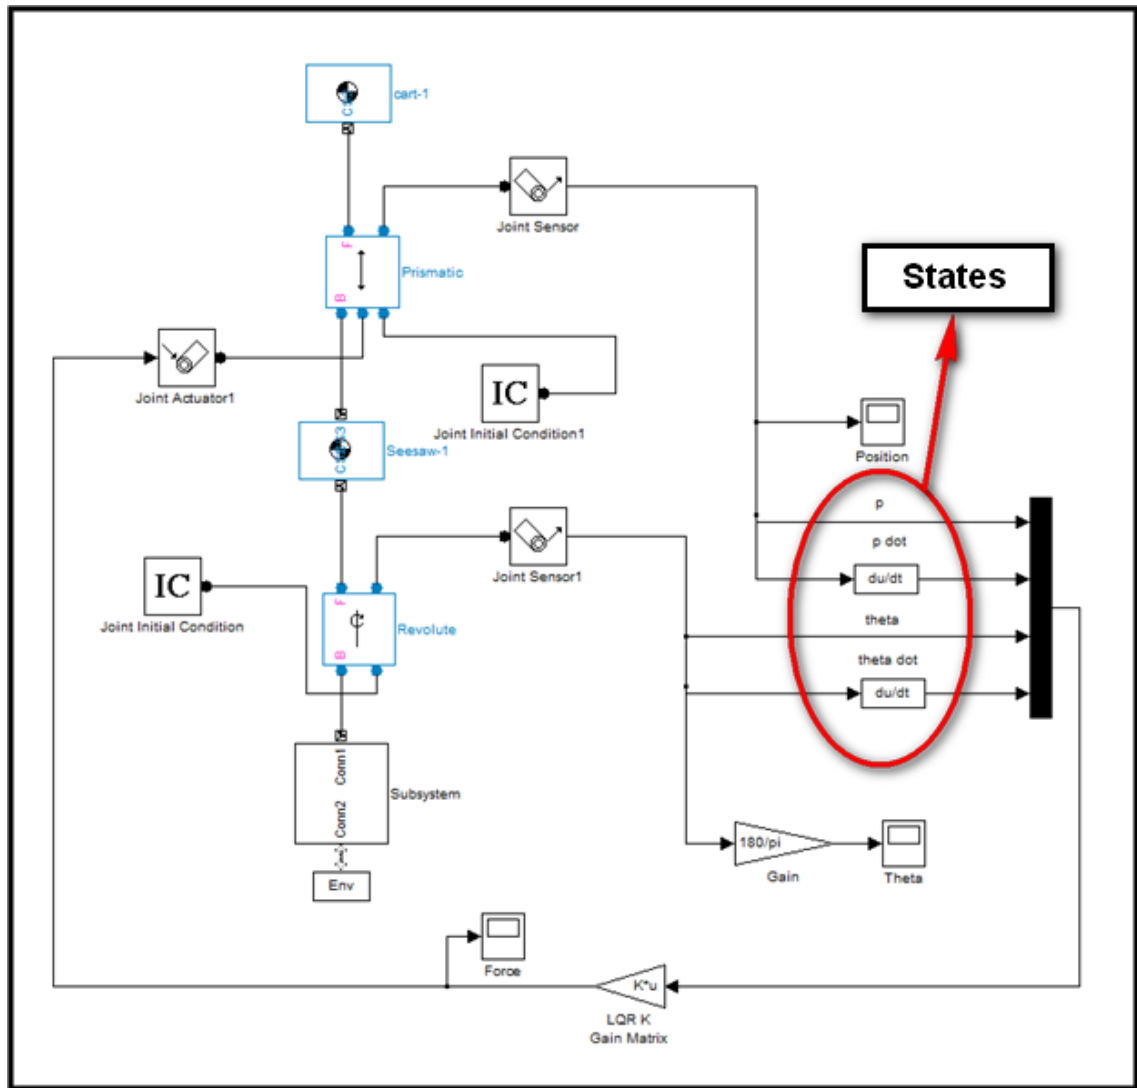 cart-1
CS
Joint Sensor
F
Prismatic
B
States
Joint Actuator1
IC
Joint Initial Condition1
Position
Seesaw-1
p
p dot
du/dt
Joint Sensor1
IC
Joint Initial Condition
F
Revolute
B
theta
theta dot
du/dt
Conn1
Subsystem
Conn2
Env
180/pi
Gain
Theta
Force
K*u
LQR K
Gain Matrix